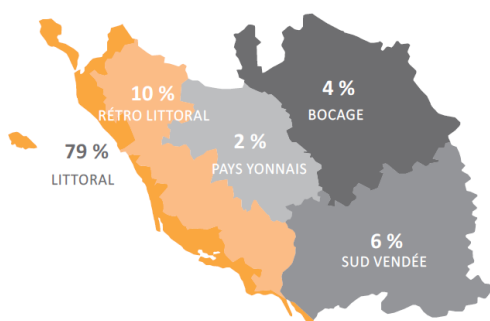 10 %
RÉTRO LITTORAL
4 %
BOCAGE
2 %
PAYS YONNAIS
79 %
LITTORAL
6 %
SUD VENDÉE